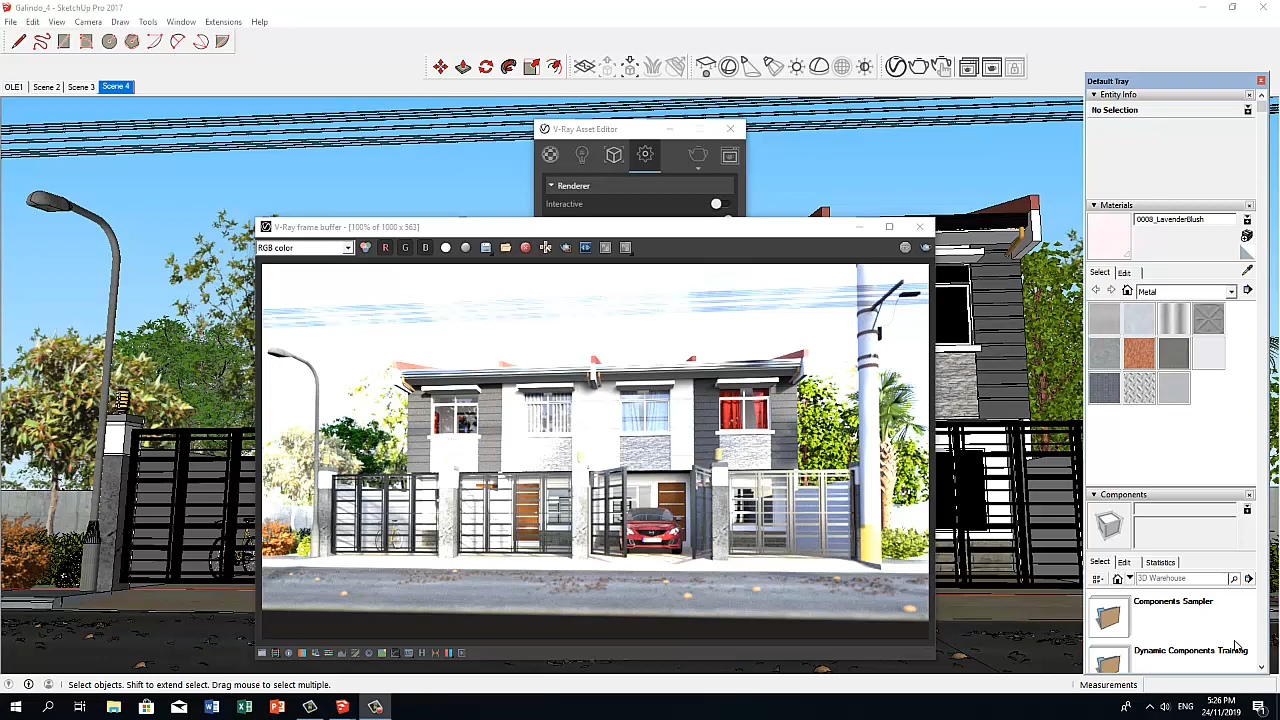 Galindo_4 - SketchUp Pro 2017
File Edit View Camera Draw Tools Window Extensions Help
OLE1 Scene 2 Scene 3 Scene 4
Default Tray
Entity Info
No Selection
V-Ray Asset Editor
Renderer
Interactive
Materials
0008_LavenderBlush
Select Edit
Metal
V-Ray frame buffer - [100% of 1000 x 563]
RGB color
R G B
Components
Select Edit Statistics
3D Warehouse
Components Sampler
Dynamic Components Training
Select objects. Shift to extend select. Drag mouse to select multiple.
Measurements
ENG
5:26 PM
24/11/2019